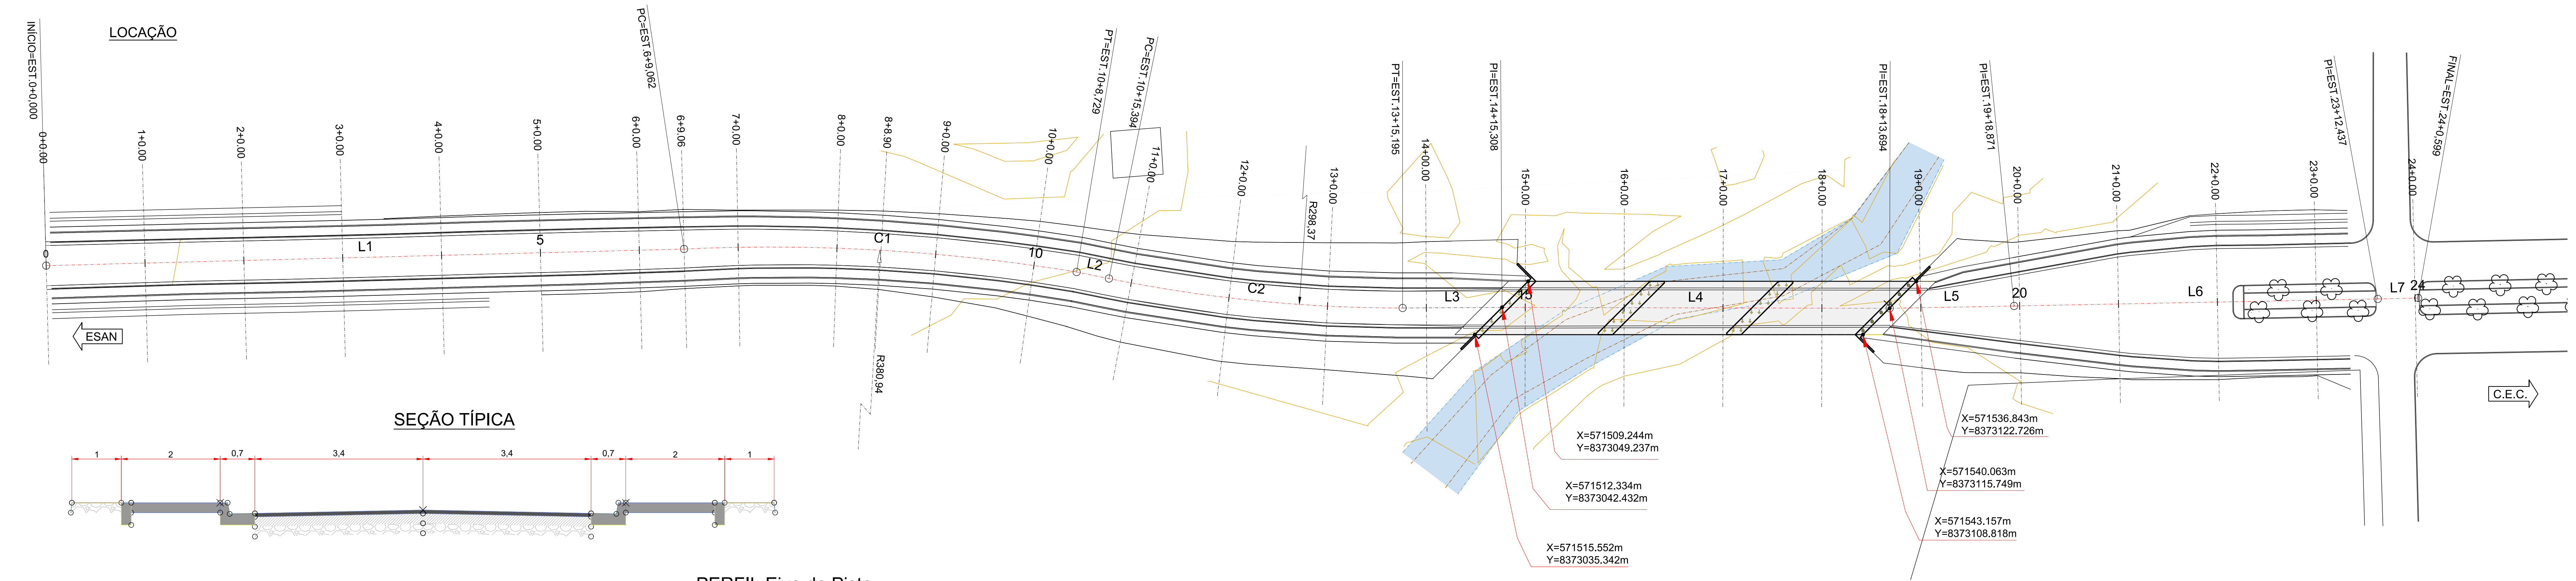 LOCAÇÃO
INÍCIO=EST.0+0,000
PC=EST.6+9,062
PT=EST.10+8,729
PC=EST.10+15,394
PT=EST.13+15,195
PI=EST.14+15,308
PI=EST.18+13,694
PI=EST.19+18,871
PI=EST.23+12,437
FINAL=EST.24+0,599
0+0.00
1+0.00
2+0.00
3+0.00
4+0.00
5+0.00
6+0.00
6+9.06
7+0.00
8+0.00
8+8.90
9+0.00
10+0.00
11+0.00
12+0.00
13+0.00
14+00.00
15+0.00
16+0.00
17+0.00
18+0.00
19+0.00
20+0.00
21+0.00
22+0.00
23+0.00
24+0.00
R298,37
R380,94
0
L1
5
C1
10
L2
C2
L3
15
L4
L5
20
L6
L7
24
ESAN
C.E.C.
X=571509.244m
Y=8373049.237m
X=571512.334m
Y=8373042.432m
X=571515.552m
Y=8373035.342m
X=571536.843m
Y=8373122.726m
X=571540.063m
Y=8373115.749m
X=571543.157m
Y=8373108.818m
SEÇÃO TÍPICA
1
2
0,7
3,4
3,4
0,7
2
1
PERFIL Eixo da Pista